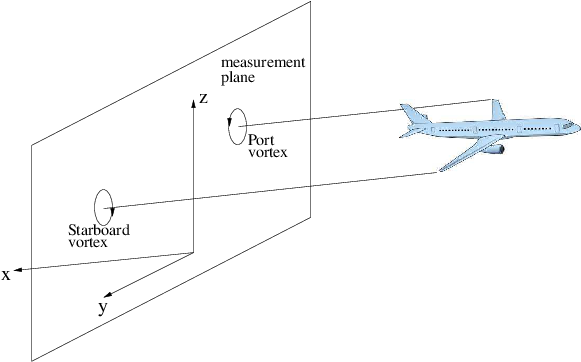 measurement
plane
z
Port
vortex
Starboard
vortex
x
y